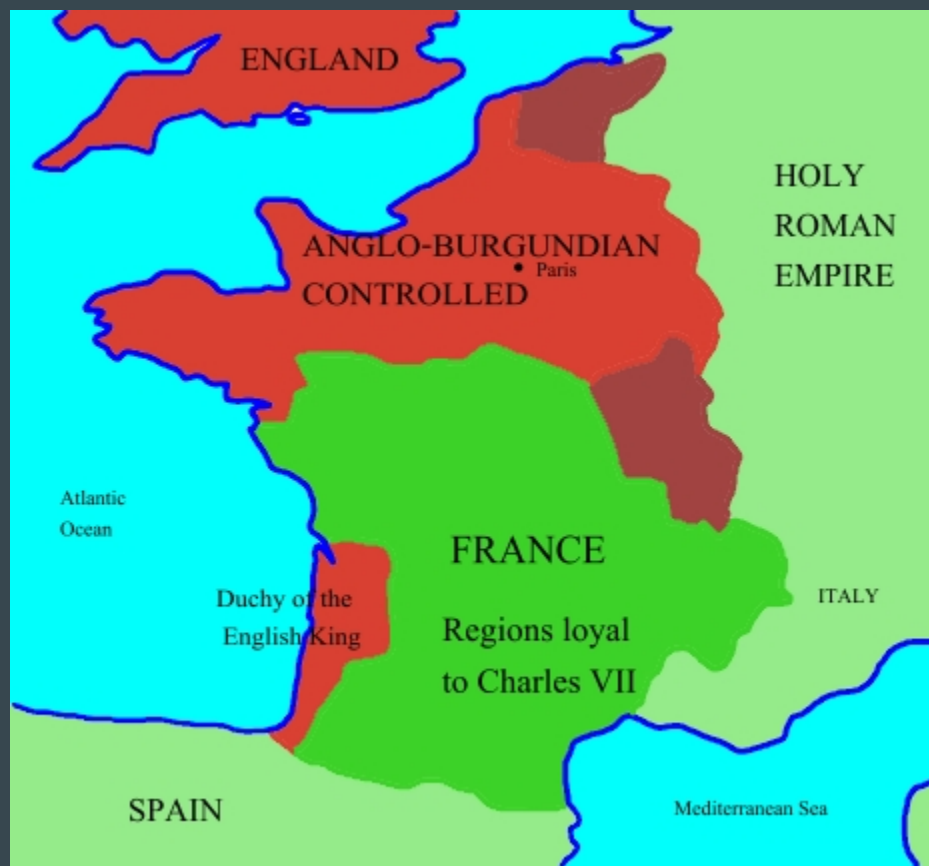 ENGLAND
HOLY
ROMAN
EMPIRE
ANGLO-BURGUNDIAN
CONTROLLED
Paris
Atlantic
Ocean
FRANCE
Duchy of the
English King
ITALY
Regions loyal
to Charles VII
SPAIN
Mediterranean Sea